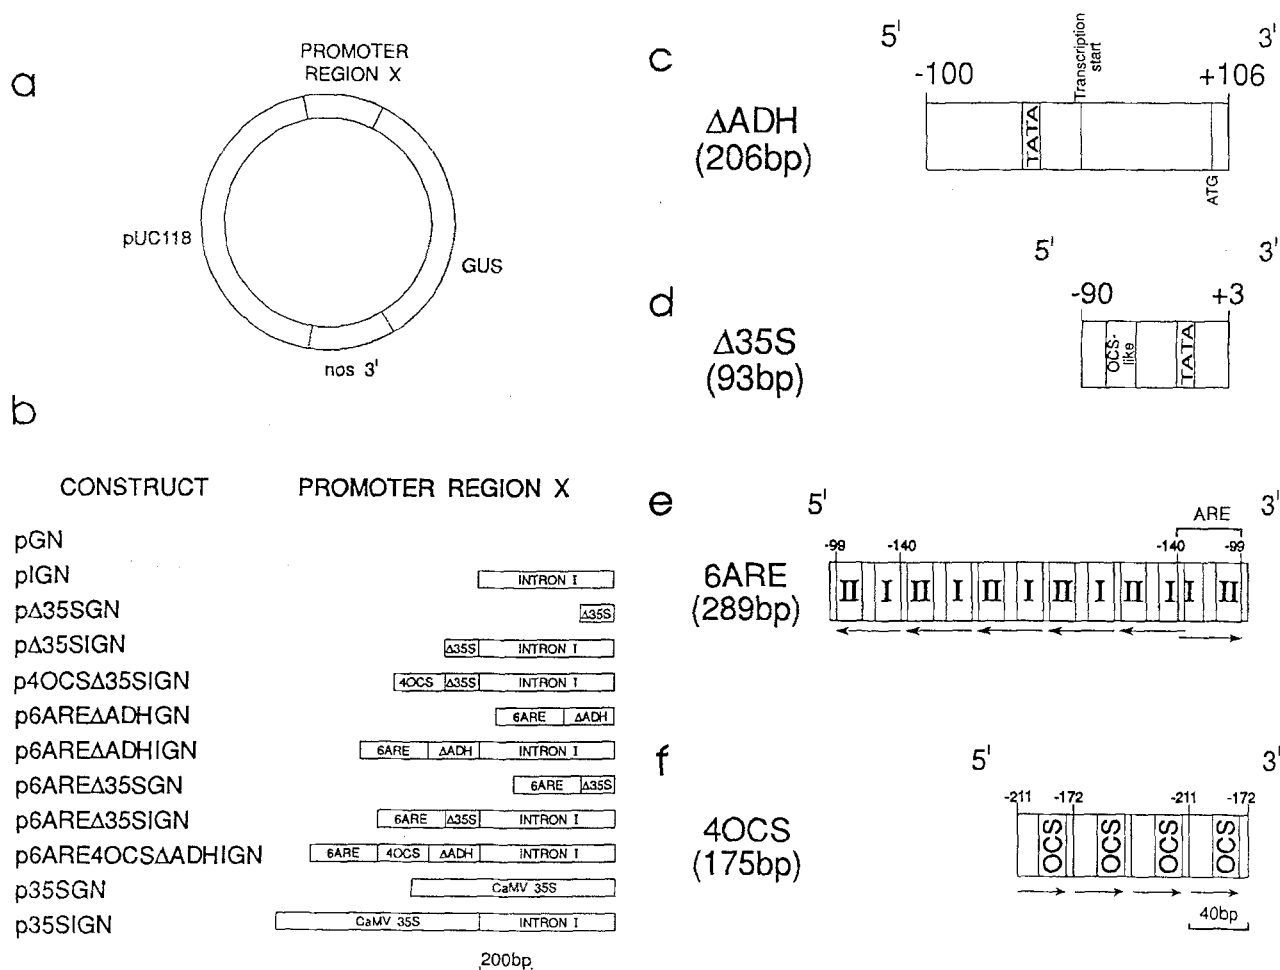 a
PROMOTER
REGION X
pUC118
GUS
nos 3'
b
CONSTRUCT PROMOTER REGION X
pGN
pIGN INTRON I
pΔ35SGN Δ35S
pΔ35SIGN Δ35S INTRON I
p4OCSΔ35SIGN 4OCS Δ35S INTRON I
p6AREΔADHGN 6ARE ΔADH
p6AREΔADHIGN 6ARE ΔADH INTRON I
p6AREΔ35SGN 6ARE Δ35S
p6AREΔ35SIGN 6ARE Δ35S INTRON I
p6ARE4OCSΔADHIGN 6ARE 4OCS ΔADH INTRON I
p35SGN CaMV 35S
p35SIGN CaMV 35S INTRON I
200bp
c
5' 3'
-100 Transcription start +106
ΔADH
(206bp)
TATA
ATG
d
5' 3'
-90 +3
Δ35S
(93bp)
OCS-like TATA
e
5' 3'
ARE
-99 -140 -140 -99
6ARE
(289bp)
II I II I II I II I II I I II
f
5' 3'
-211 -172 -211 -172
4OCS
(175bp)
OCS OCS OCS OCS
40bp